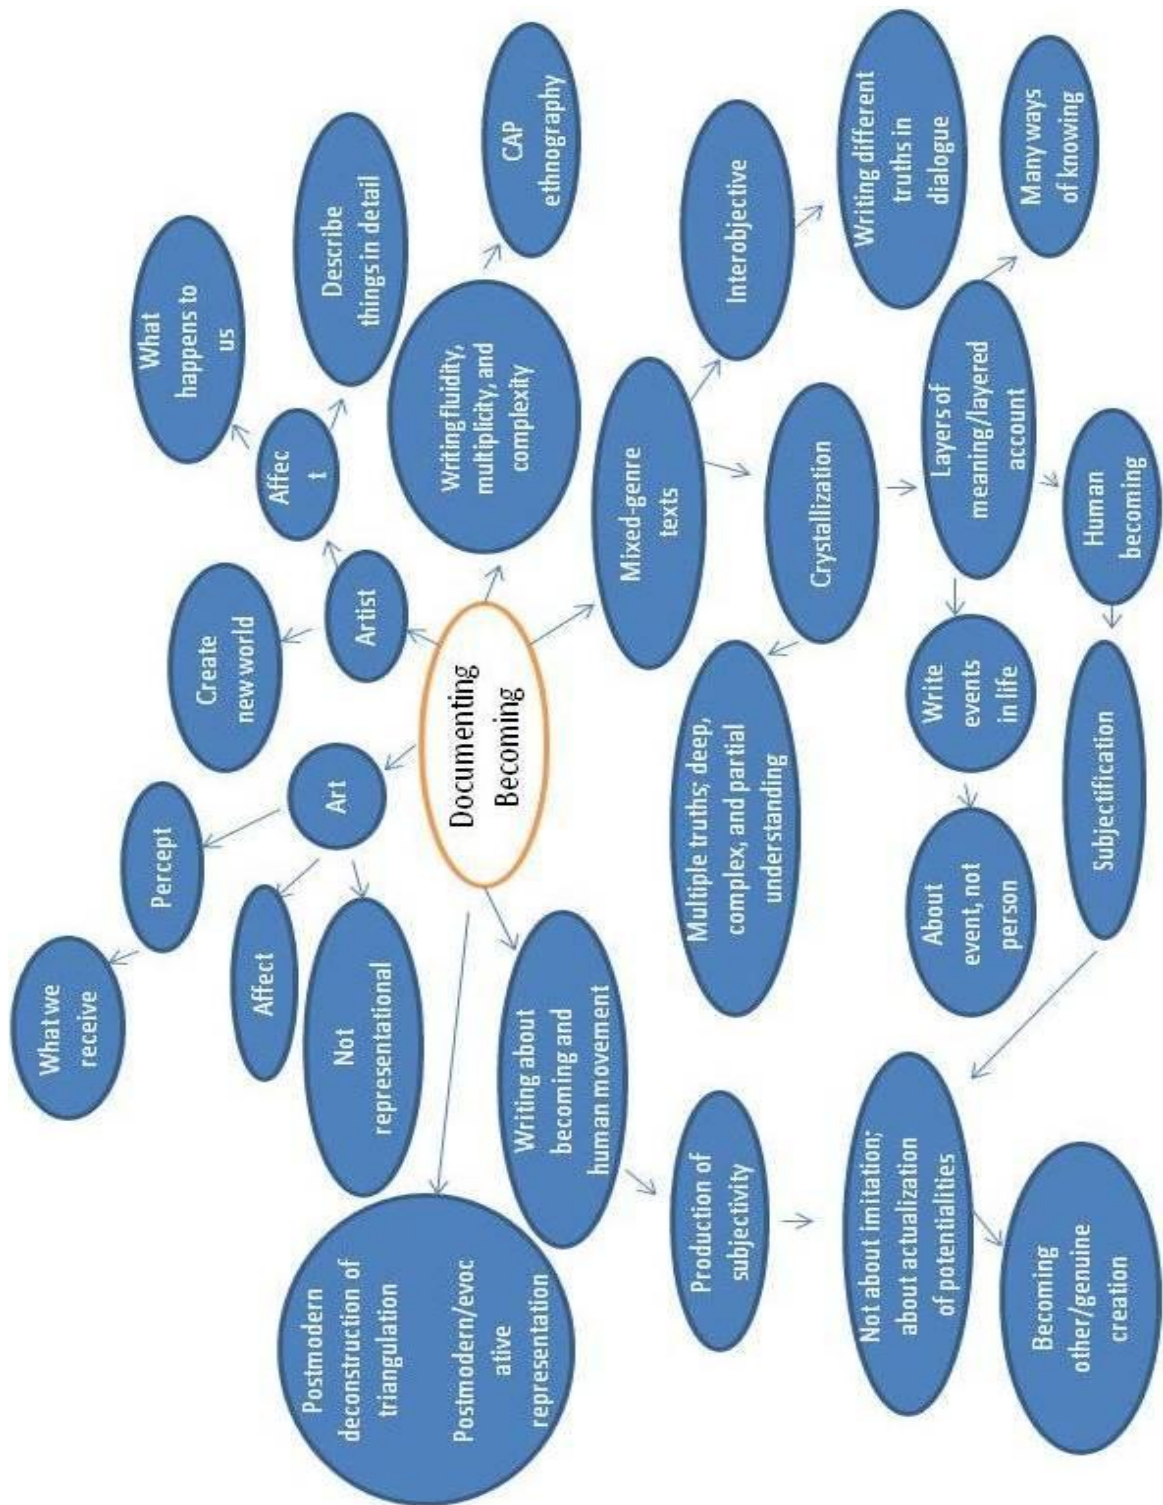 What we
receive
Percept
What
happens to
us
Create
new world
Affect
Affec
t
Art
Artist
Describe
things in detail
Not
representational
Postmodern
deconstruction of
triangulation
Postmodern/evoc
ative
representation
Documenting
Becoming
Writing fluidity,
multiplicity, and
complexity
CAP
ethnography
Writing about
becoming and
human movement
Mixed-genre
texts
Production of
subjectivity
Multiple truths; deep,
complex, and partial
understanding
Interobjective
Crystallization
Not about imitation;
about actualization
of potentialities
About
event, not
person
Write
events
in life
Layers of
meaning/layered
account
Writing different
truths in
dialogue
Becoming
other/genuine
creation
Subjectification
Human
becoming
Many ways
of knowing